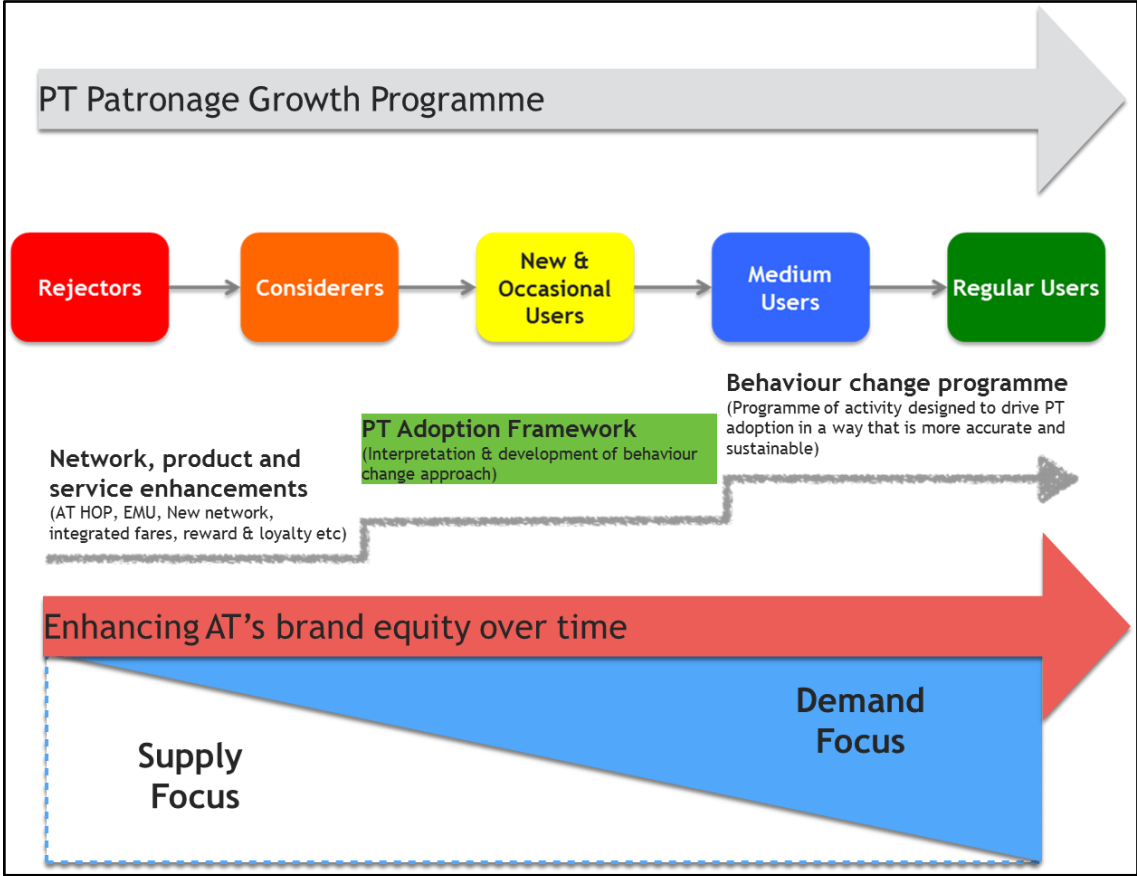 PT Patronage Growth Programme
Rejectors
Considerers
New &
Occasional
Users
Medium
Users
Regular Users
Network, product and
service enhancements
(AT HOP, EMU, New network,
integrated fares, reward & loyalty etc)
PT Adoption Framework
(Interpretation & development of behaviour
change approach)
Behaviour change programme
(Programme of activity designed to drive PT
adoption in a way that is more accurate and
sustainable)
Enhancing AT’s brand equity over time
Supply
Focus
Demand
Focus